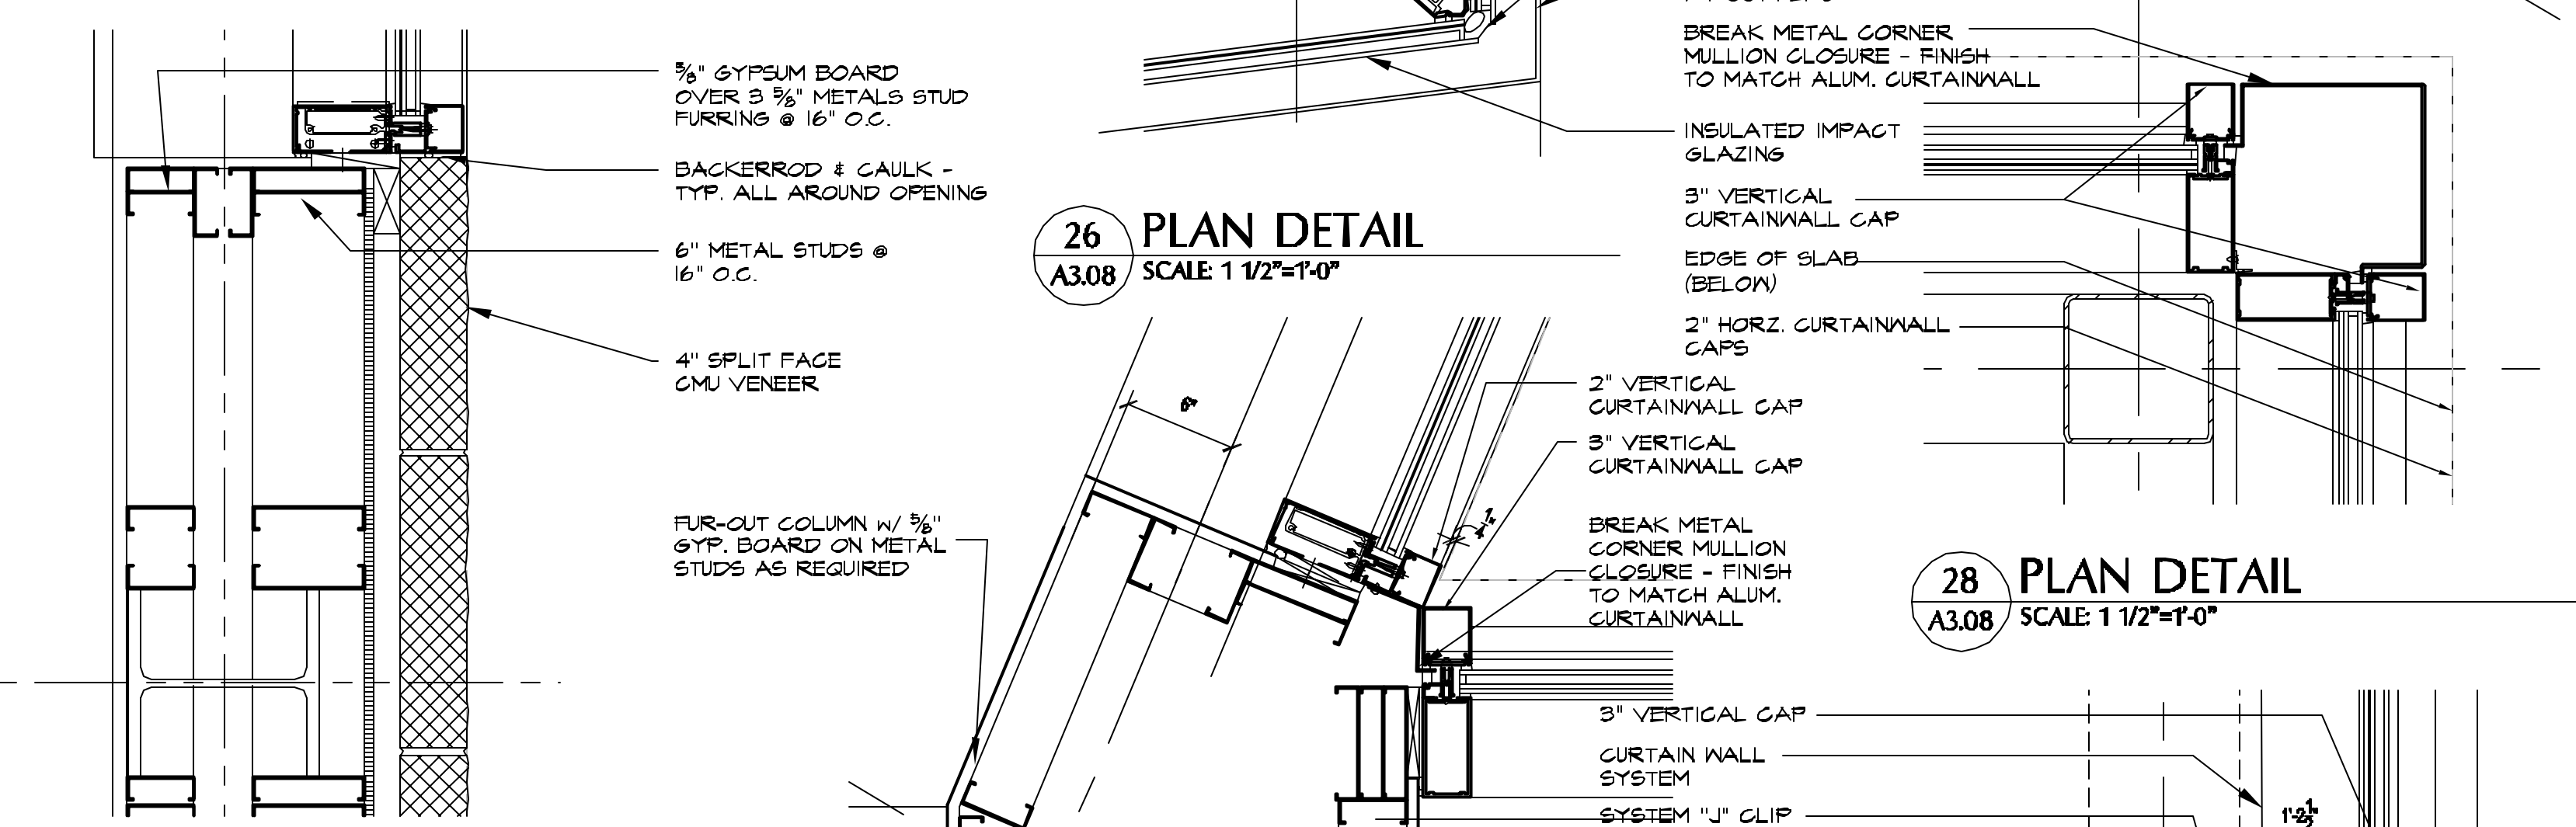 5/8" GYPSUM BOARD
OVER 3 5/8" METALS STUD
FURRING @ 16" O.C.
BACKERROD & CAULK -
TYP. ALL AROUND OPENING
6" METAL STUDS @
16" O.C.
4" SPLIT FACE
CMU VENEER
FUR-OUT COLUMN W/ 5/8"
GYP. BOARD ON METAL
STUDS AS REQUIRED
26
A3.08
PLAN DETAIL
SCALE: 1 1/2"=1'-0"
BREAK METAL CORNER
MULLION CLOSURE - FINISH
TO MATCH ALUM. CURTAINWALL
INSULATED IMPACT
GLAZING
3" VERTICAL
CURTAINWALL CAP
EDGE OF SLAB
(BELOW)
2" HORZ. CURTAINWALL
CAPS
6"
2" VERTICAL
CURTAINWALL CAP
3" VERTICAL
CURTAINWALL CAP
BREAK METAL
CORNER MULLION
CLOSURE - FINISH
TO MATCH ALUM.
CURTAINWALL
28
A3.08
PLAN DETAIL
SCALE: 1 1/2"=1'-0"
3" VERTICAL CAP
CURTAIN WALL
SYSTEM
SYSTEM "J" CLIP